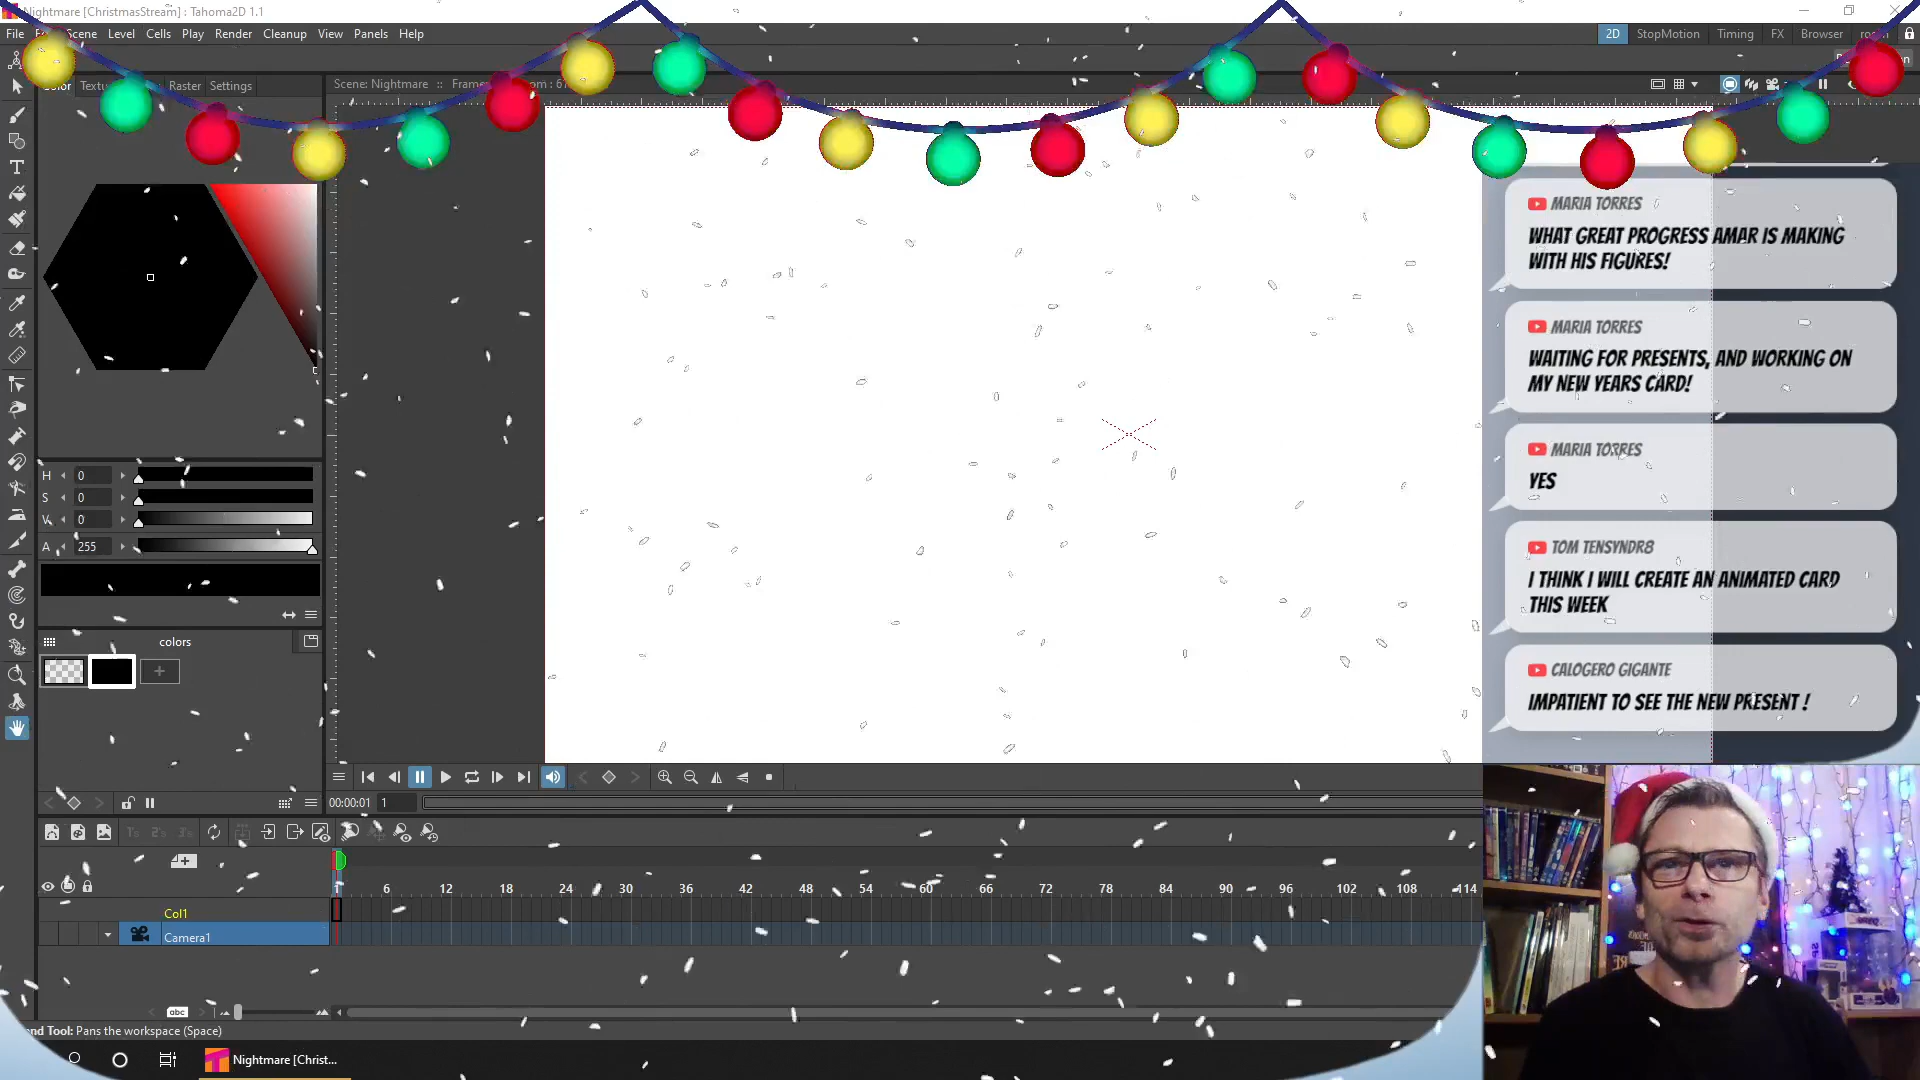 Nightmare [ChristmasStream] : Tahoma2D 1.1
File
Scene
Level
Cells
Play
Render
Cleanup
View
Panels
Help
2D
StopMotion
Timing
FX
Browser
Raster
Settings
Scene: Nightmare :: Frame
MARIA TORRES
WHAT GREAT PROGRESS AMAR IS MAKING
WITH HIS FIGURES!
MARIA TORRES
WAITING FOR PRESENTS, AND WORKING ON
MY NEW YEARS CARD!
MARIA TORRES
YES
TOM TENSYNDR8
I THINK I WILL CREATE AN ANIMATED CARD
THIS WEEK
CALOGERO GIGANTE
IMPATIENT TO SEE THE NEW PRESENT !
H 0
S 0
V 0
A 255
colors
00:00:01 1
1 6 12 18 24 30 36 42 48 54 60 66 72 78 84 90 96 102 108 114
Col1
Camera1
abc
nd Tool: Pans the workspace (Space)
Nightmare [Christ...